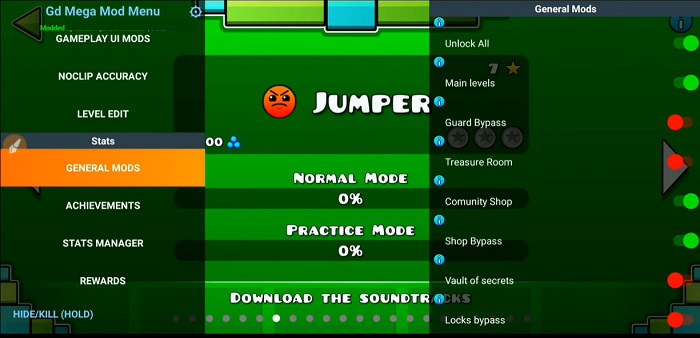 Gd Mega Mod Menu
Modded
GAMEPLAY UI MODS
NOCLIP ACCURACY
LEVEL EDIT
Stats
GENERAL MODS
ACHIEVEMENTS
STATS MANAGER
REWARDS
HIDE/KILL (HOLD)
7
JUMPER
00
NORMAL MODE
0%
PRACTICE MODE
0%
DOWNLOAD THE SOUNDTRACKS
General Mods
Unlock All
Main levels
Guard Bypass
Treasure Room
Comunity Shop
Shop Bypass
Vault of secrets
Locks bypass